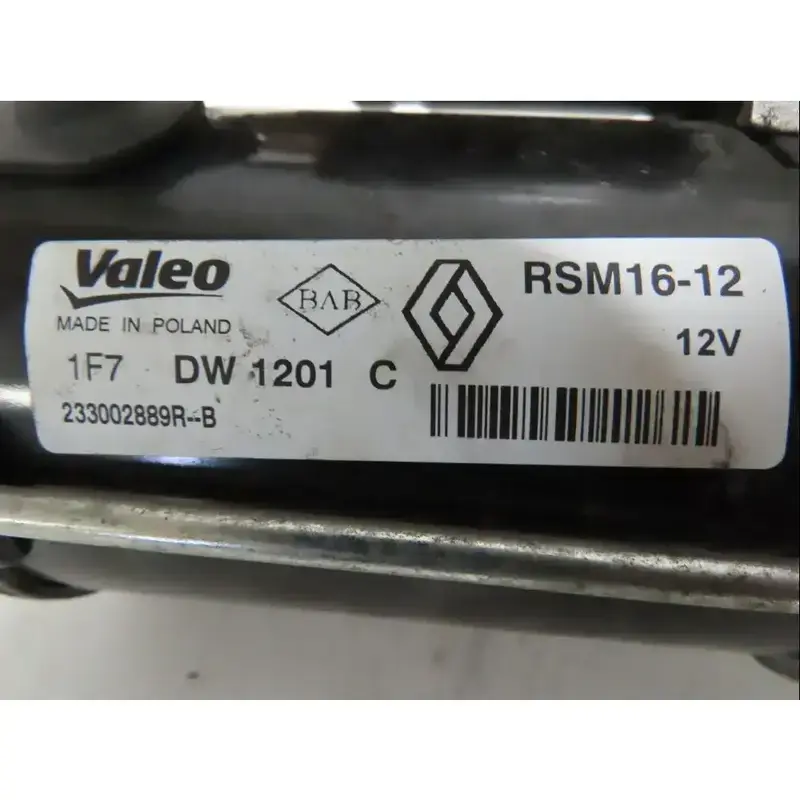 Valeo
MADE IN POLAND
BAB
RSM16-12
12V
1F7 DW 1201 C
233002889R--B